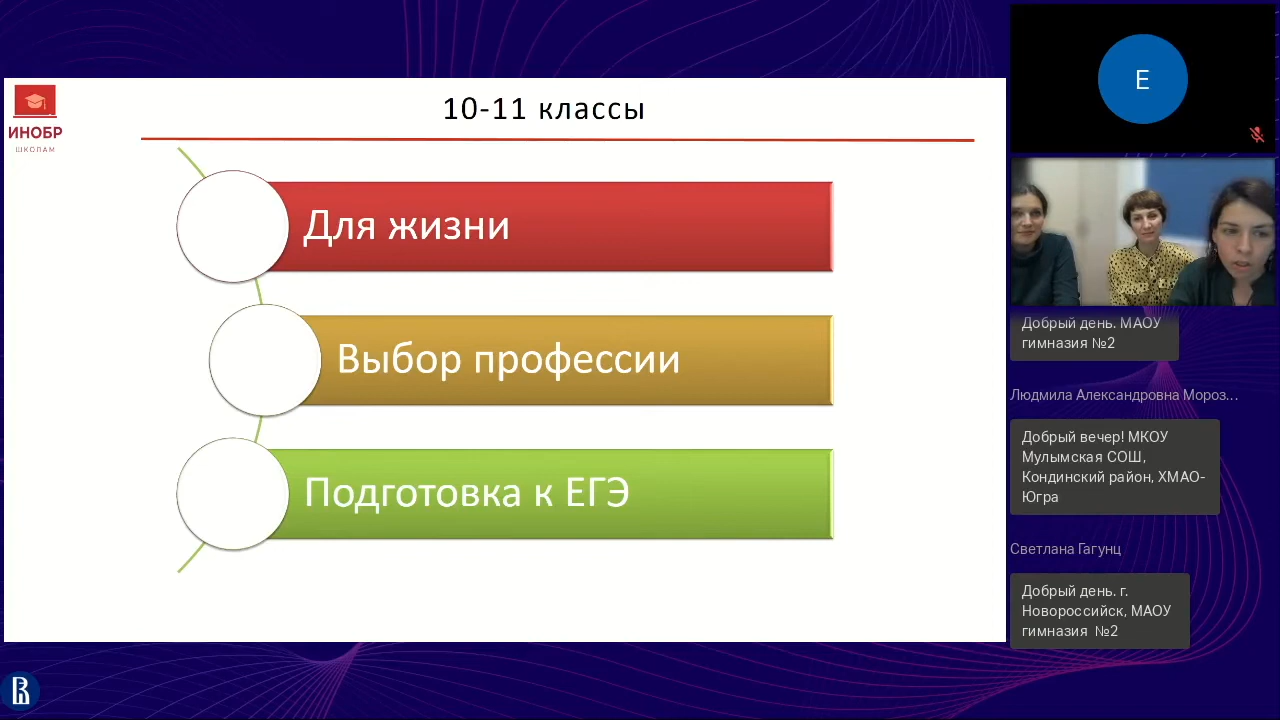 ИНОБР
ШКОЛАМ
10-11 классы
Для жизни
Выбор профессии
Подготовка к ЕГЭ
E
Добрый день. МАОУ
гимназия №2
Людмила Александровна Мороз...
Добрый вечер! МКОУ
Мулымская СОШ,
Кондинский район, ХМАО-
Югра
Светлана Гагунц
Добрый день. г.
Новороссийск, МАОУ
гимназия №2